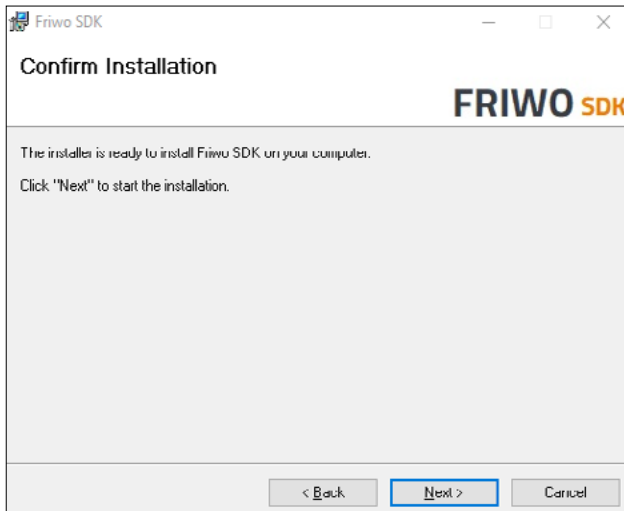 Friwo SDK
Confirm Installation
FRIWO SDK
The installer is ready to install Friwo SDK on your computer.
Click "Next" to start the installation.
< Back
Next >
Cancel